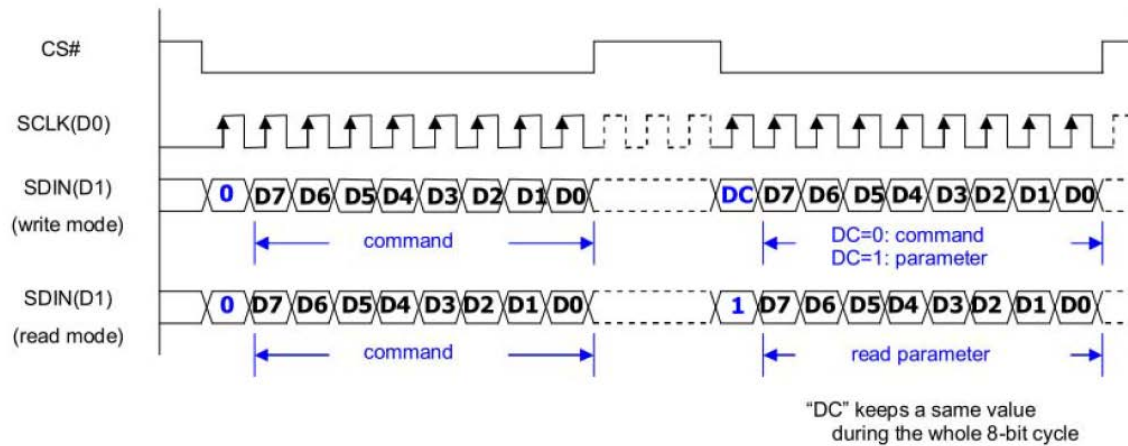 CS#
SCLK(D0)
SDIN(D1)
(write mode)
0 D7 D6 D5 D4 D3 D2 D1 D0
DC D7 D6 D5 D4 D3 D2 D1 D0
command
DC=0: command
DC=1: parameter
SDIN(D1)
(read mode)
0 D7 D6 D5 D4 D3 D2 D1 D0
1 D7 D6 D5 D4 D3 D2 D1 D0
command
read parameter
“DC” keeps a same value
during the whole 8-bit cycle